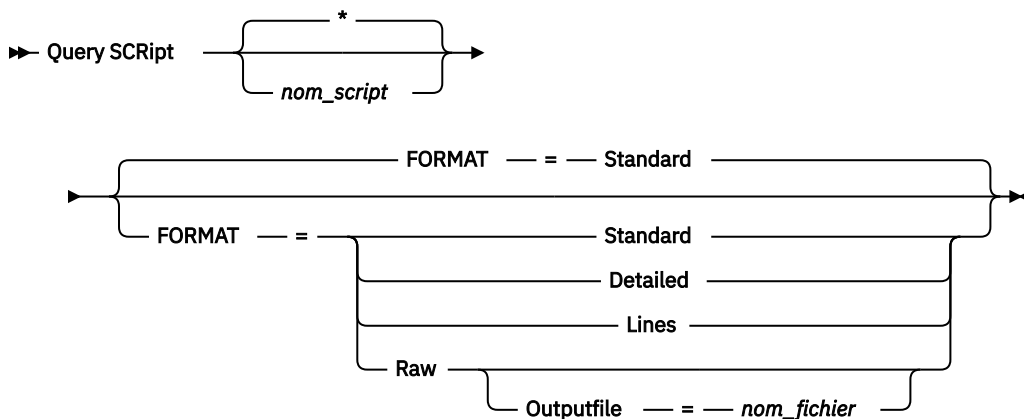 *
Query SCRipt
nom_script
FORMAT = Standard
FORMAT = Standard
Detailed
Lines
Raw
Outputfile = nom_fichier